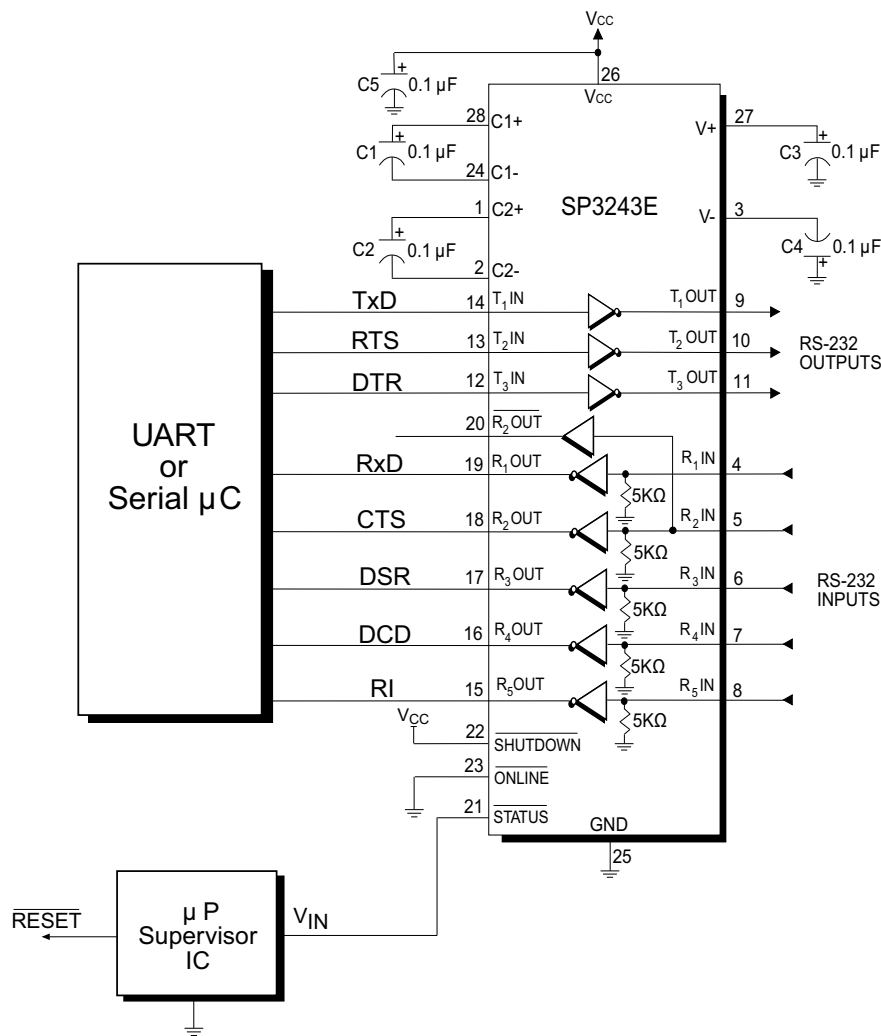 VCC
26
VCC
C5 + 0.1 µF
28 C1+
C1 + 0.1 µF
24 C1-
1 C2+
C2 + 0.1 µF
2 C2-
SP3243E
V+ 27
C3 + 0.1 µF
V- 3
C4 + 0.1 µF
UART
or
Serial µC
TxD 14 T1IN T1OUT 9
RTS 13 T2IN T2OUT 10
DTR 12 T3IN T3OUT 11
RS-232
OUTPUTS
20 R2OUT
RxD 19 R1OUT R1IN 4
5KΩ
CTS 18 R2OUT R2IN 5
5KΩ
DSR 17 R3OUT R3IN 6
5KΩ
RS-232
INPUTS
DCD 16 R4OUT R4IN 7
5KΩ
RI 15 R5OUT R5IN 8
5KΩ
VCC
22 SHUTDOWN
23 ONLINE
21 STATUS
GND
25
RESET
µP
Supervisor
IC
VIN